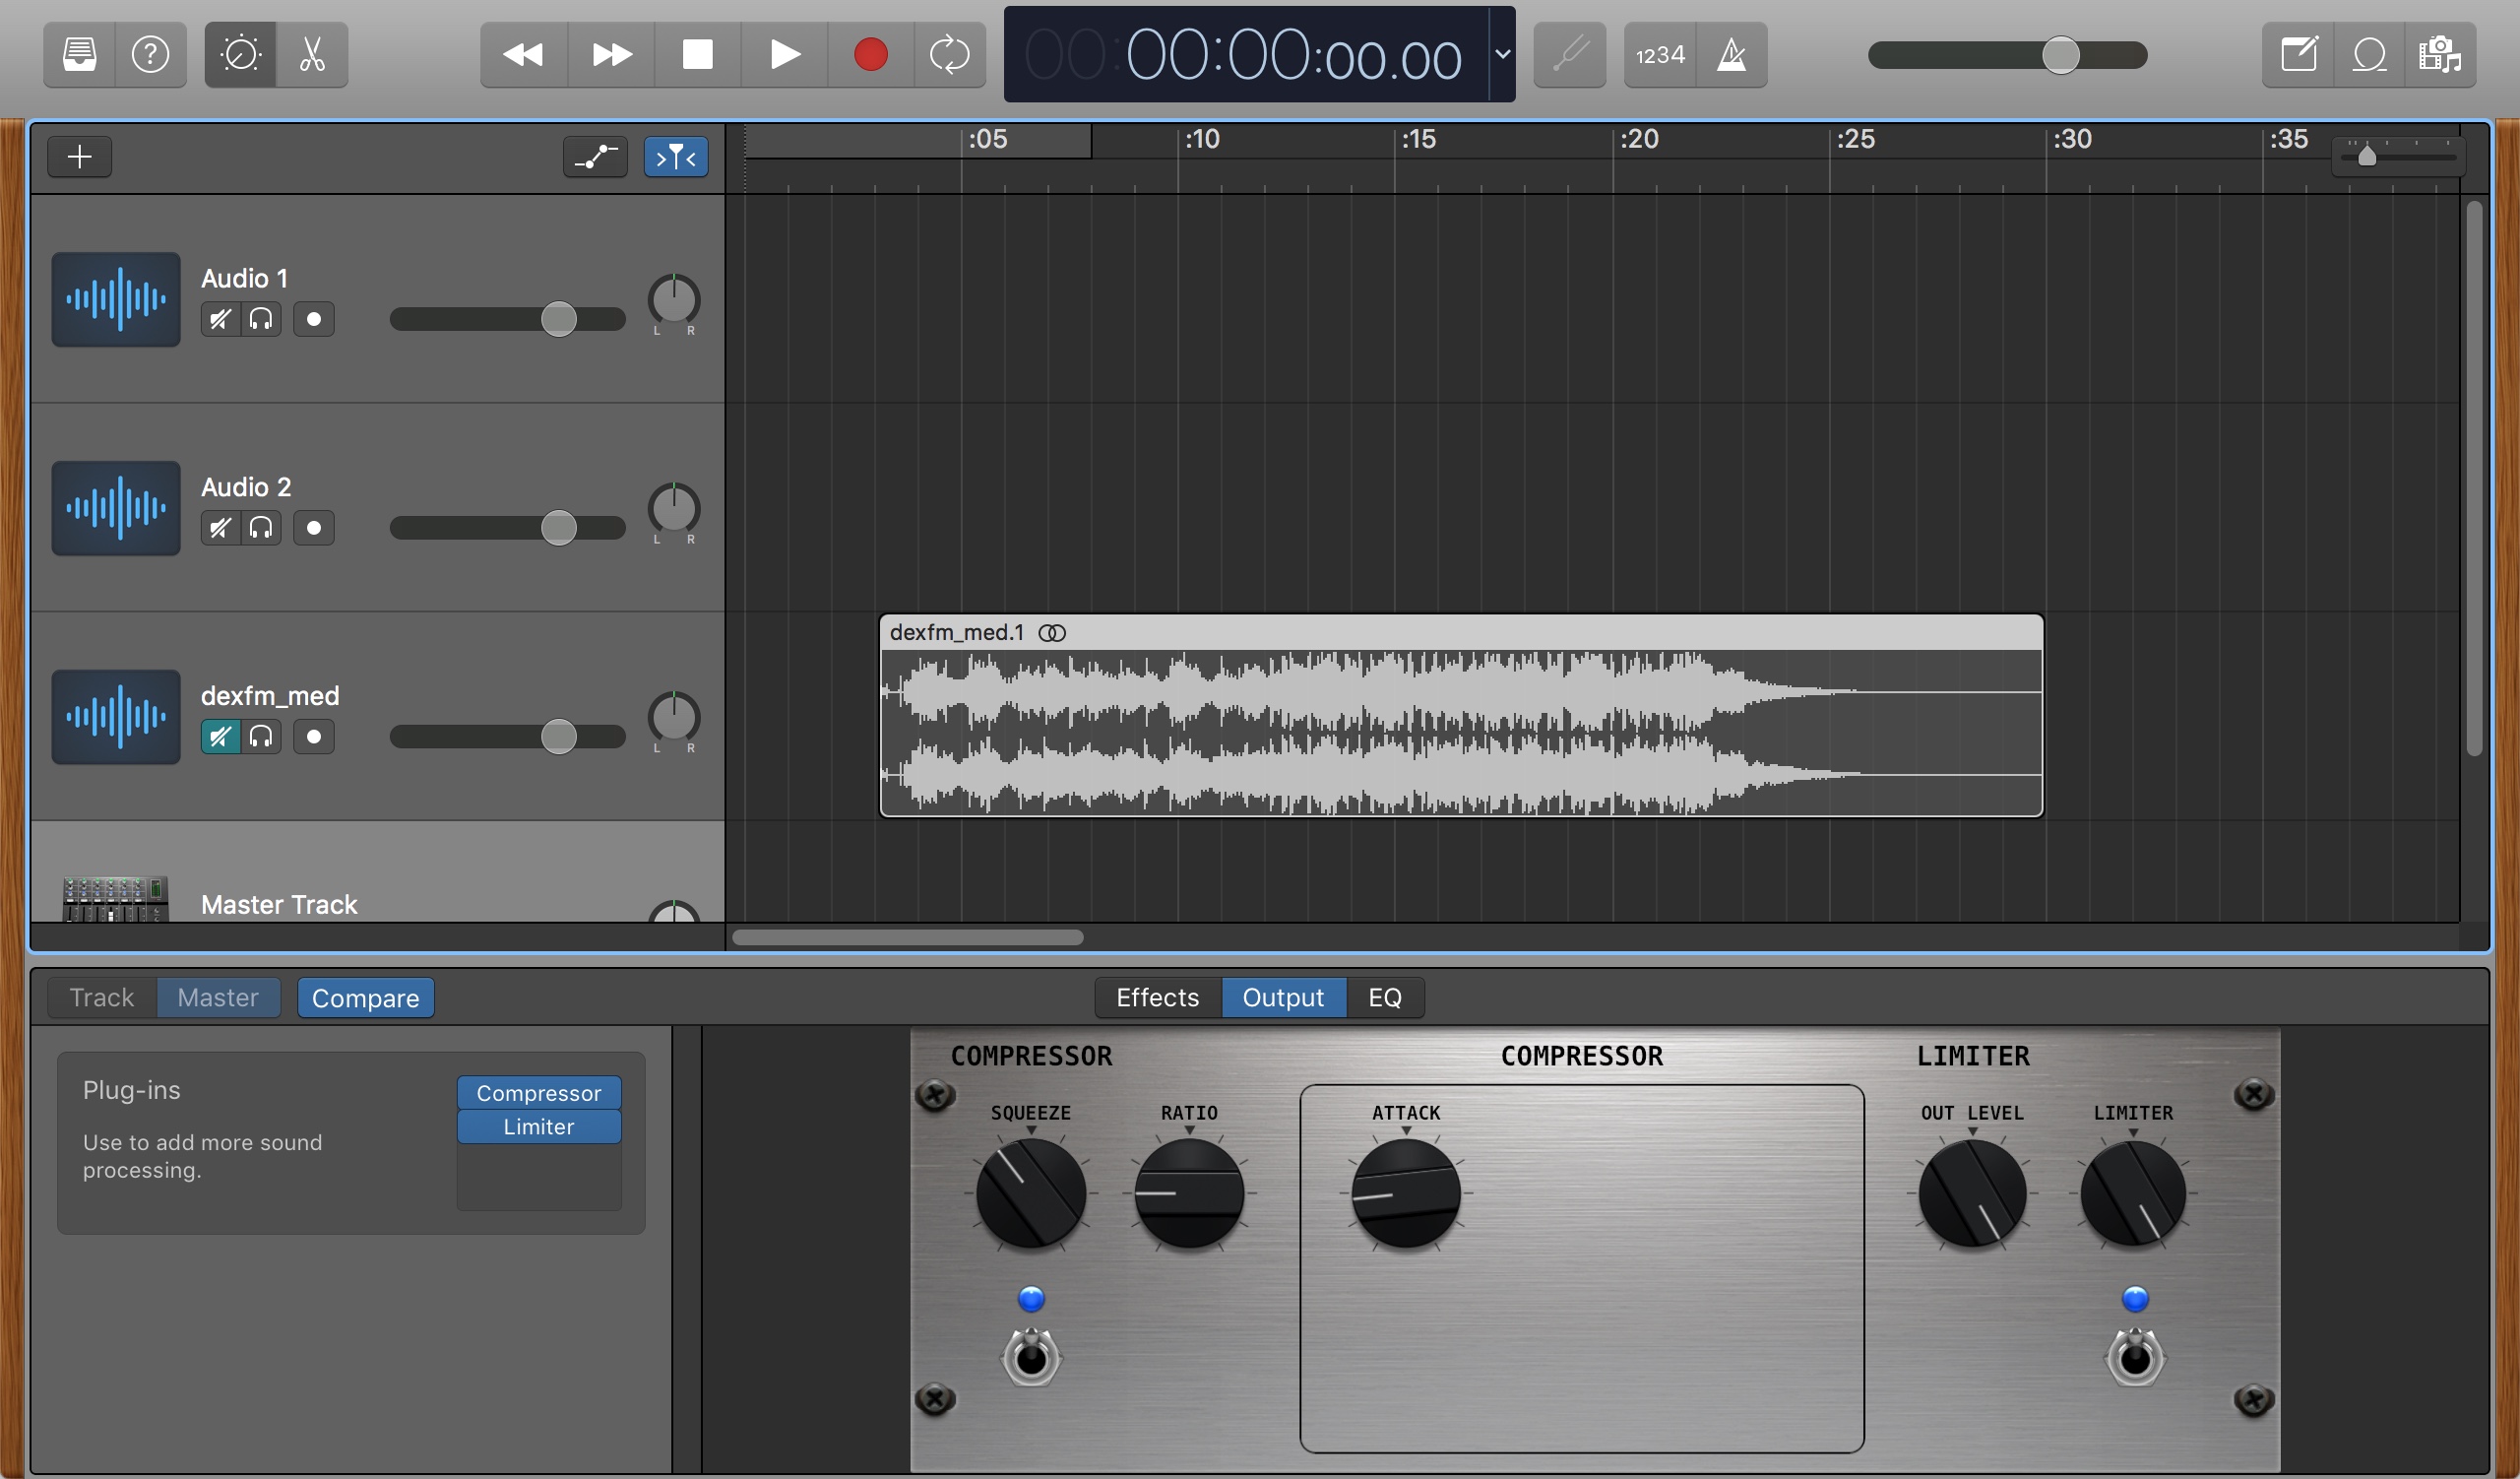 ?
00:00:00:00.00
1234
:05 :10 :15 :20 :25 :30 :35
Audio 1
L R
Audio 2
L R
dexfm_med.1
dexfm_med
L R
Master Track
Track Master Compare Effects Output EQ
Plug-ins
Use to add more sound
processing.
Compressor
Limiter
COMPRESSOR COMPRESSOR LIMITER
SQUEEZE RATIO ATTACK OUT LEVEL LIMITER